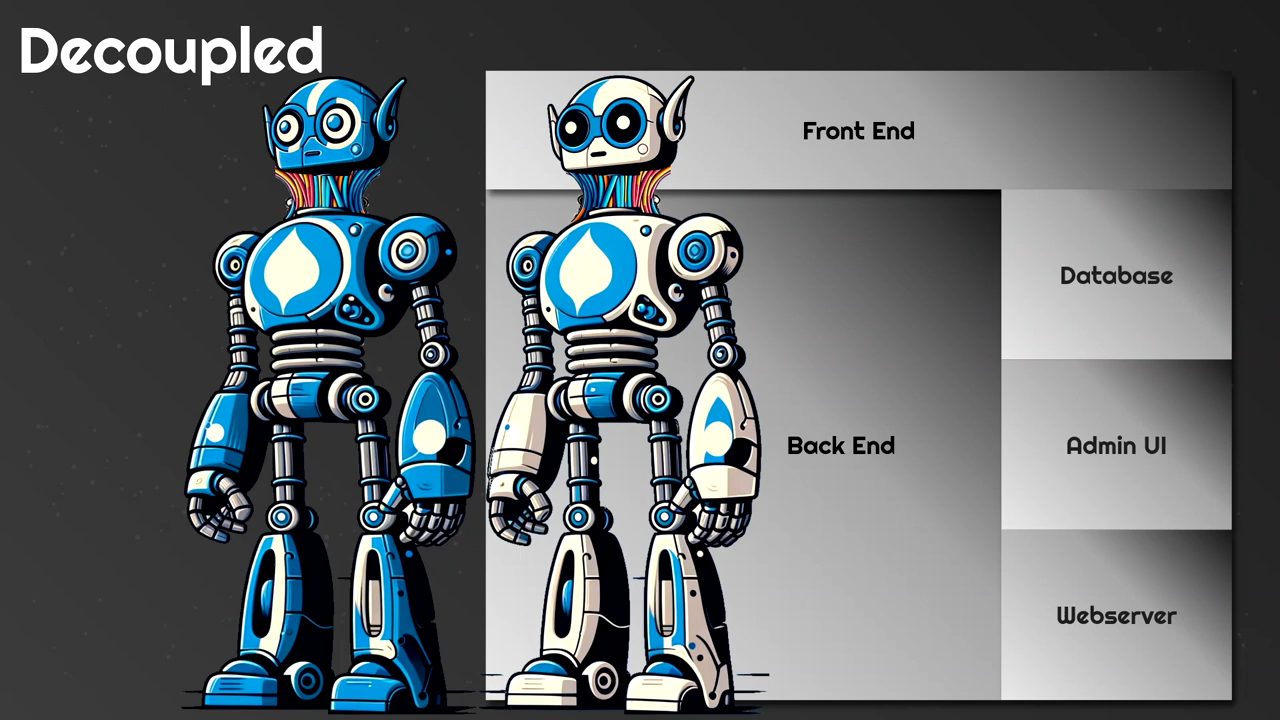 Decoupled
Front End
Database
Back End
Admin UI
Webserver